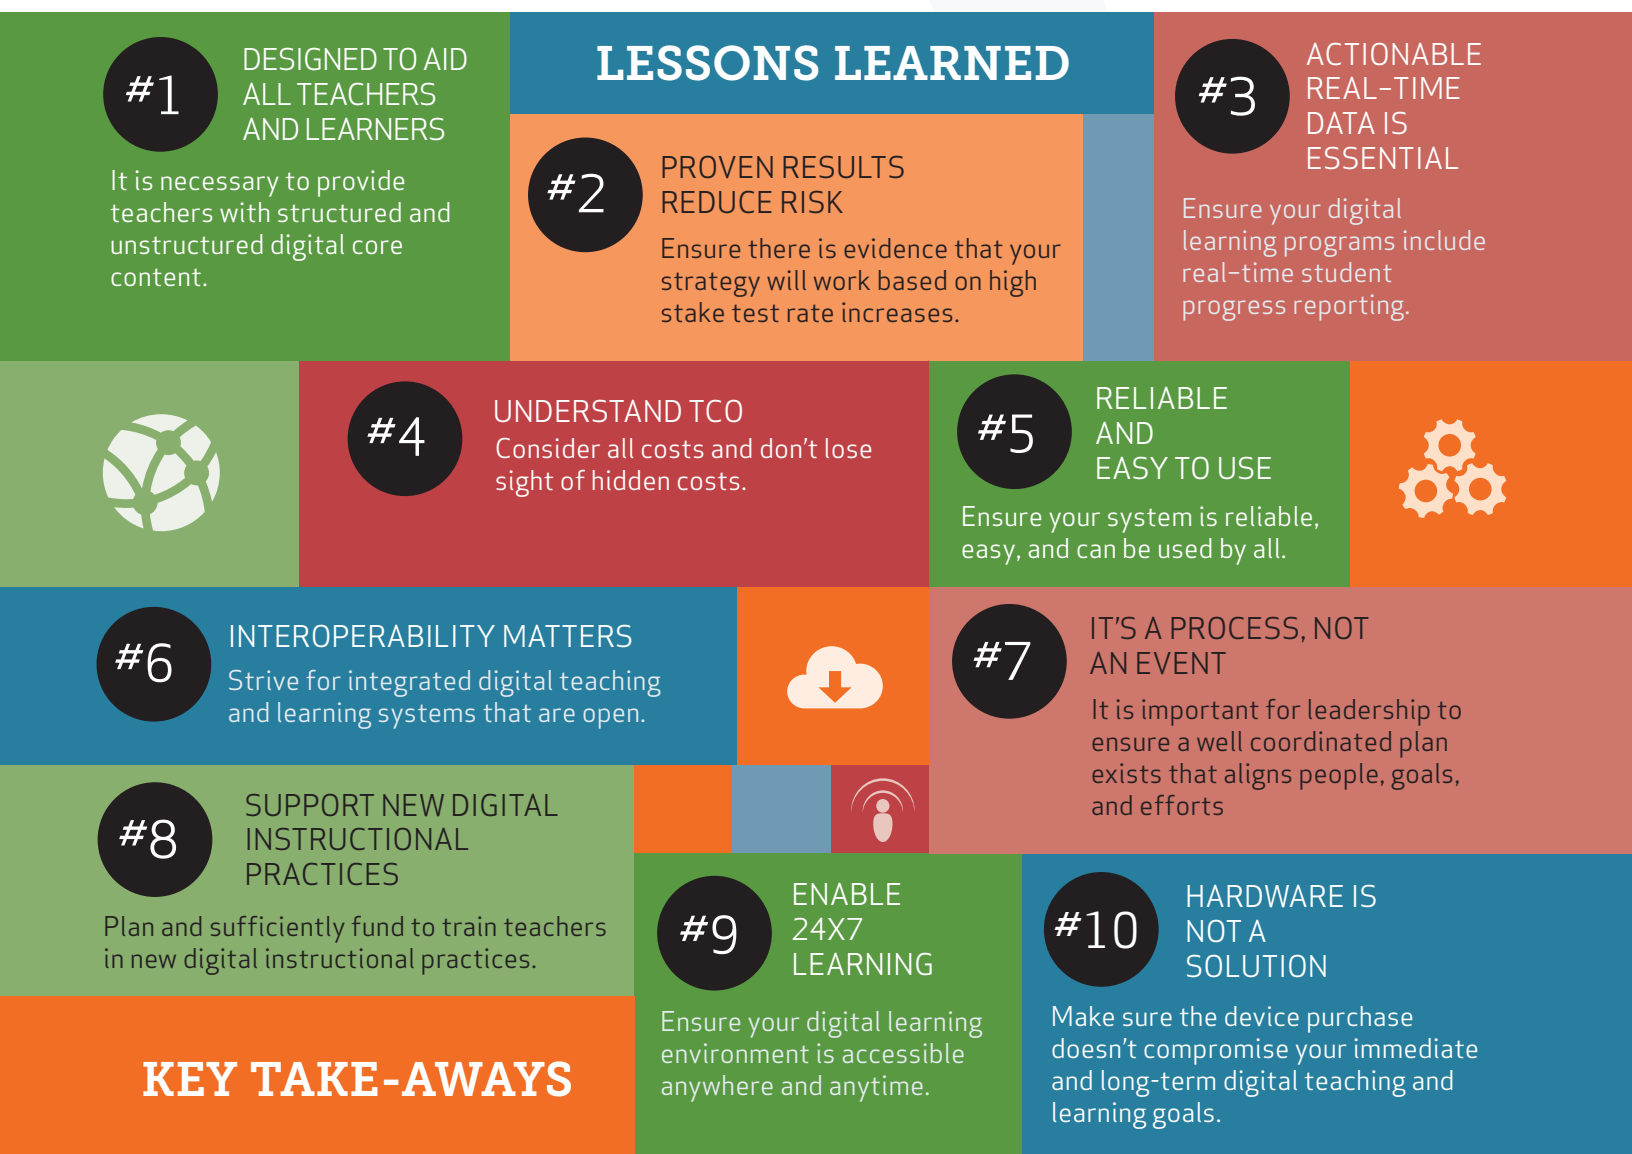 LESSONS LEARNED
#1
DESIGNED TO AID
ALL TEACHERS
AND LEARNERS
It is necessary to provide
teachers with structured and
unstructured digital core
content.
#2
PROVEN RESULTS
REDUCE RISK
Ensure there is evidence that your
strategy will work based on high
stake test rate increases.
#3
ACTIONABLE
REAL-TIME
DATA IS
ESSENTIAL
Ensure your digital
learning programs include
real-time student
progress reporting.
#4
UNDERSTAND TCO
Consider all costs and don't lose
sight of hidden costs.
#5
RELIABLE
AND
EASY TO USE
Ensure your system is reliable,
easy, and can be used by all.
#6
INTEROPERABILITY MATTERS
Strive for integrated digital teaching
and learning systems that are open.
#7
IT'S A PROCESS, NOT
AN EVENT
It is important for leadership to
ensure a well coordinated plan
exists that aligns people, goals,
and efforts
#8
SUPPORT NEW DIGITAL
INSTRUCTIONAL
PRACTICES
Plan and sufficiently fund to train teachers
in new digital instructional practices.
#9
ENABLE
24X7
LEARNING
Ensure your digital learning
environment is accessible
anywhere and anytime.
#10
HARDWARE IS
NOT A
SOLUTION
Make sure the device purchase
doesn't compromise your immediate
and long-term digital teaching and
learning goals.
KEY TAKE-AWAYS